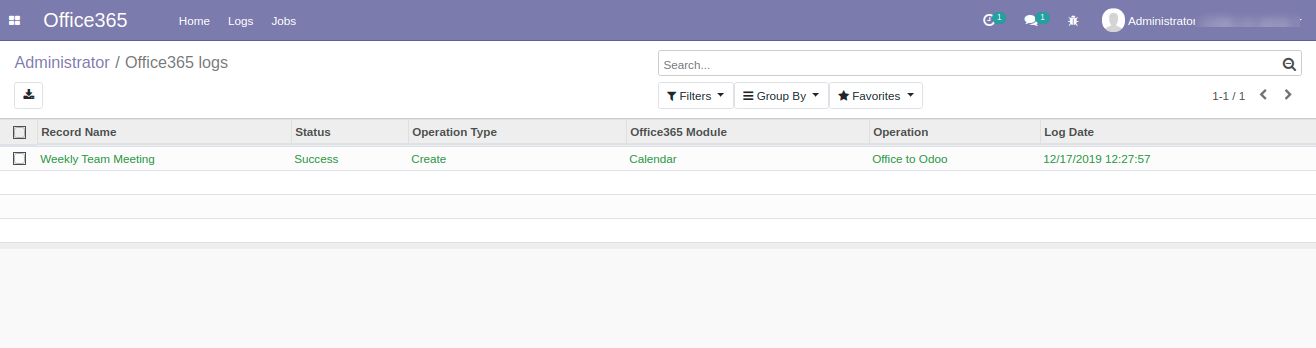 Office365 Home Logs Jobs 1 1 Administrator
Administrator / Office365 logs
Search...
Filters Group By Favorites 1-1 / 1
Record Name Status Operation Type Office365 Module Operation Log Date
Weekly Team Meeting Success Create Calendar Office to Odoo 12/17/2019 12:27:57